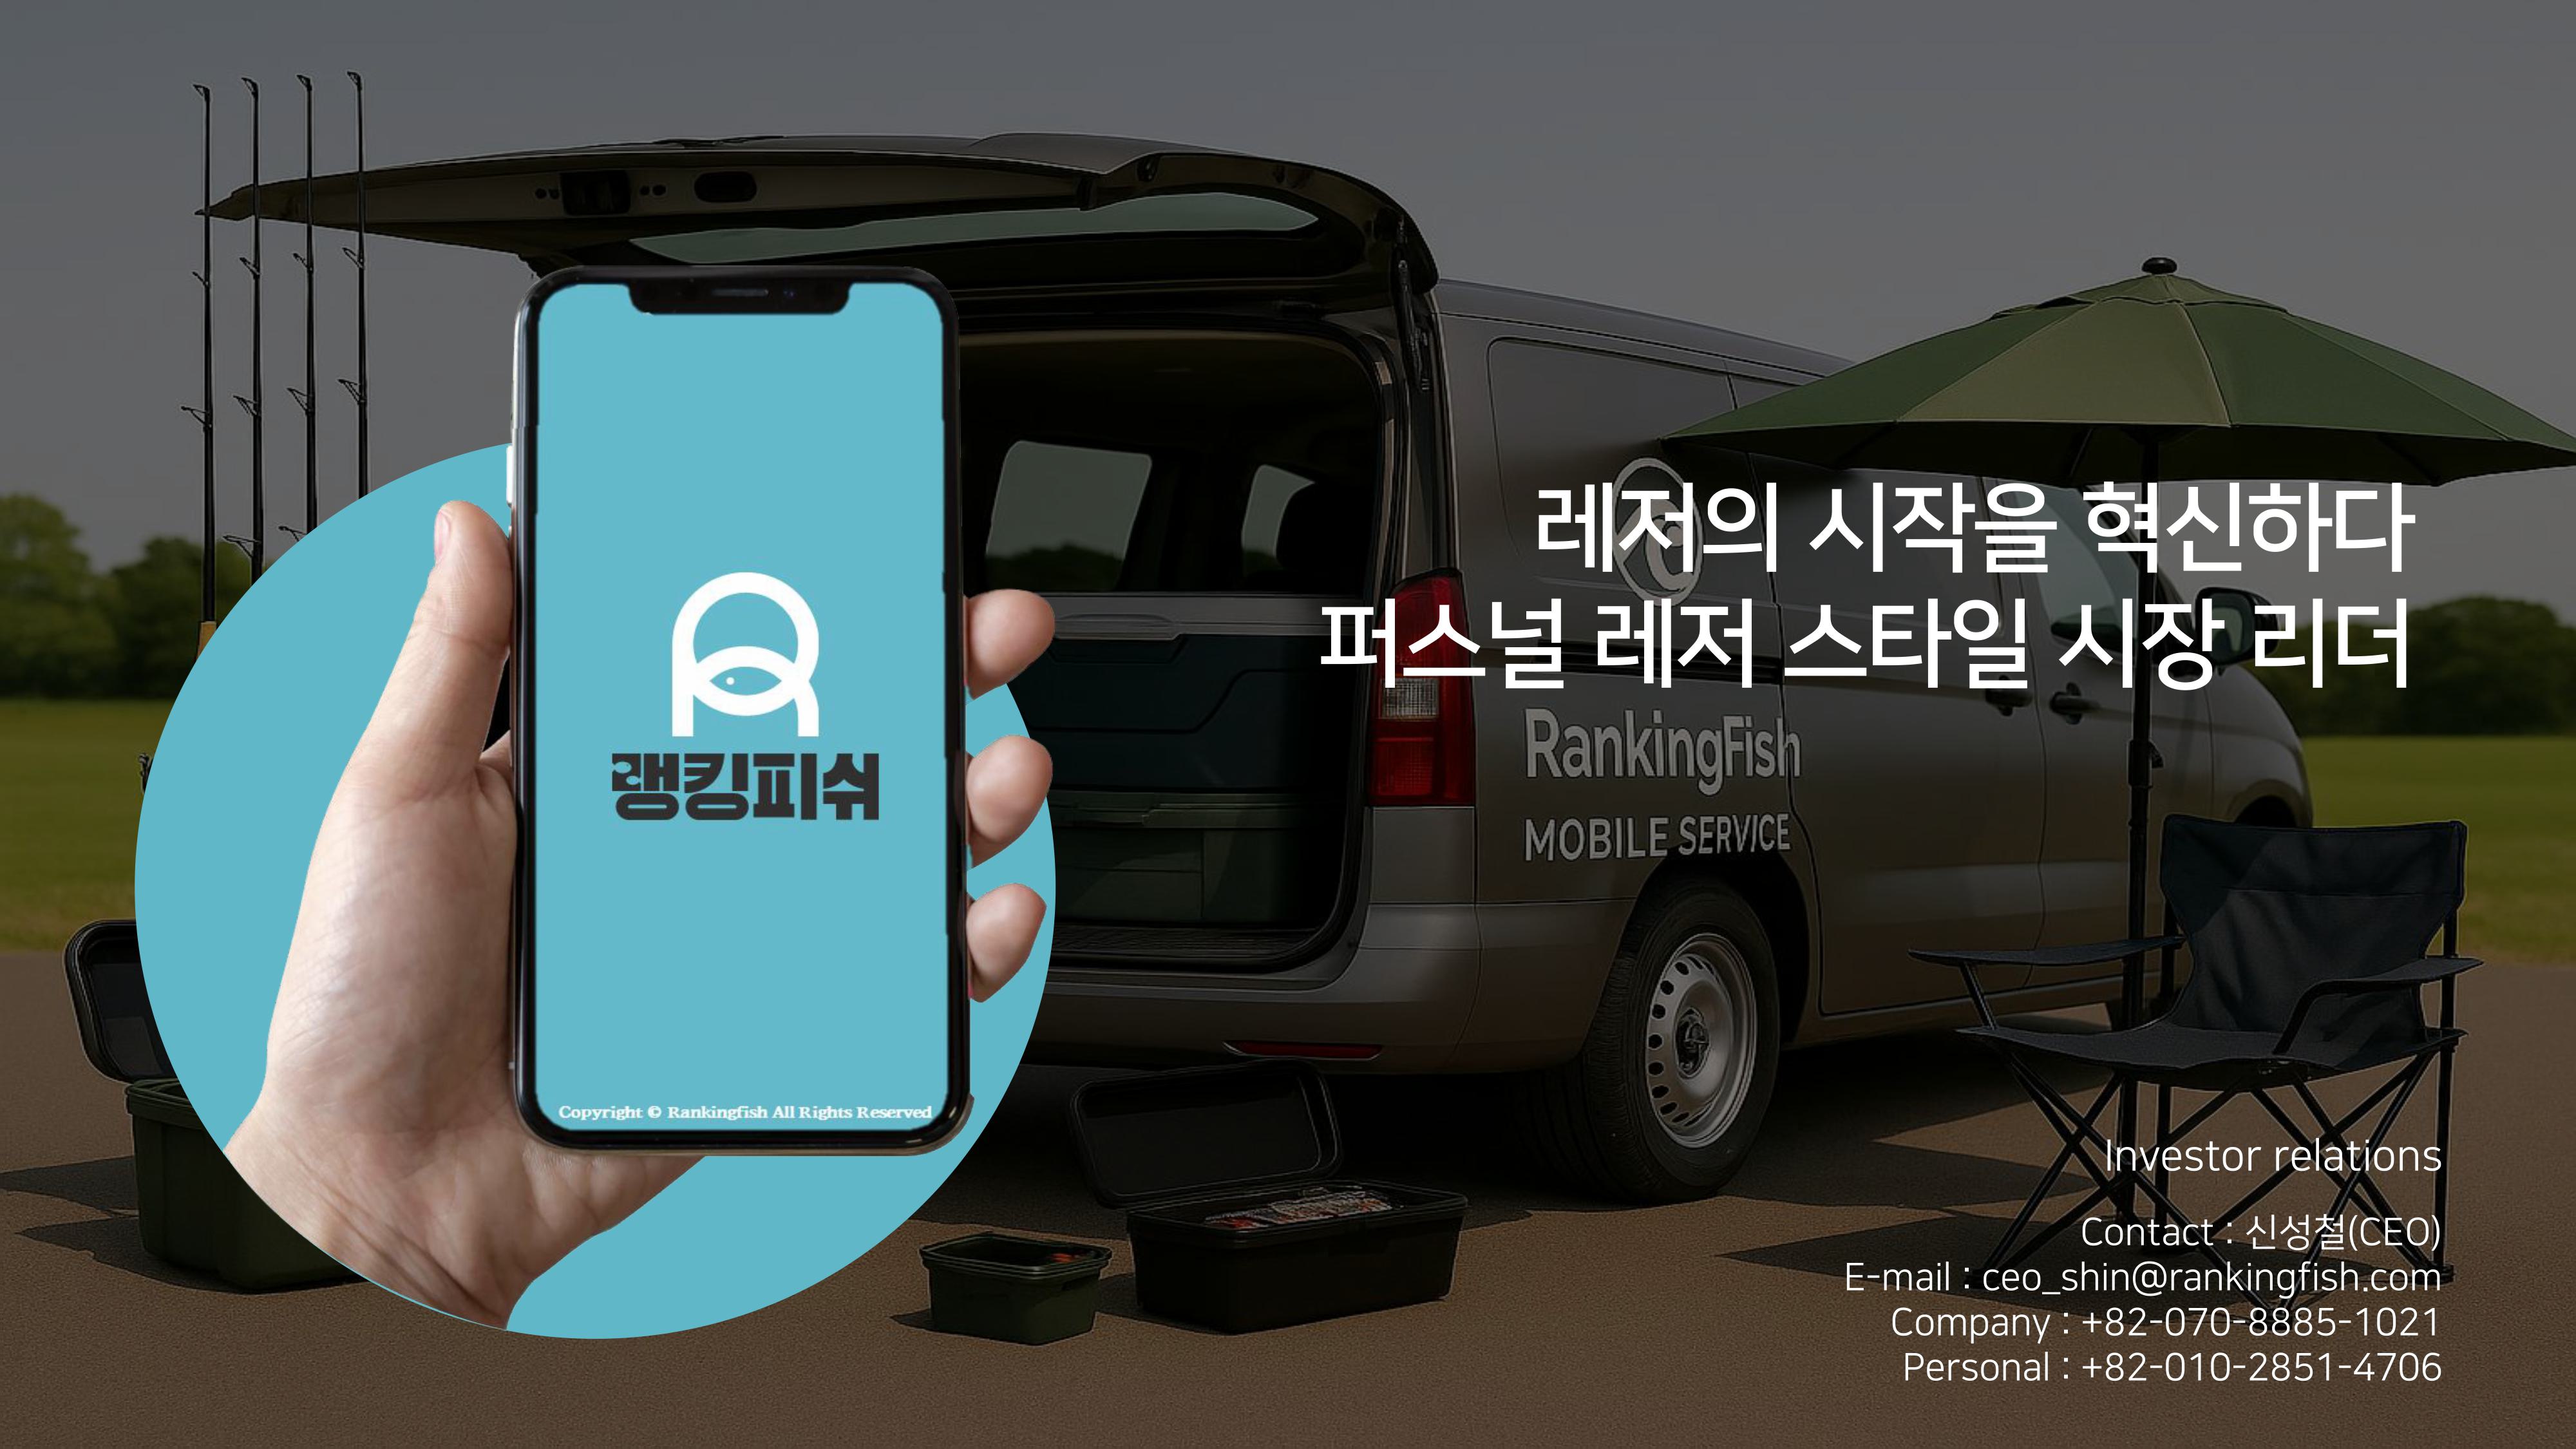 레저의 시작을 혁신하다
퍼스널 레저 스타일 시장 리더
랭킹피쉬
Copyright © Rankingfish All Rights Reserved
RankingFish
MOBILE SERVICE
Investor relations
Contact : 신성철(CEO)
E-mail : ceo_shin@rankingfish.com
Company : +82-070-8885-1021
Personal : +82-010-2851-4706